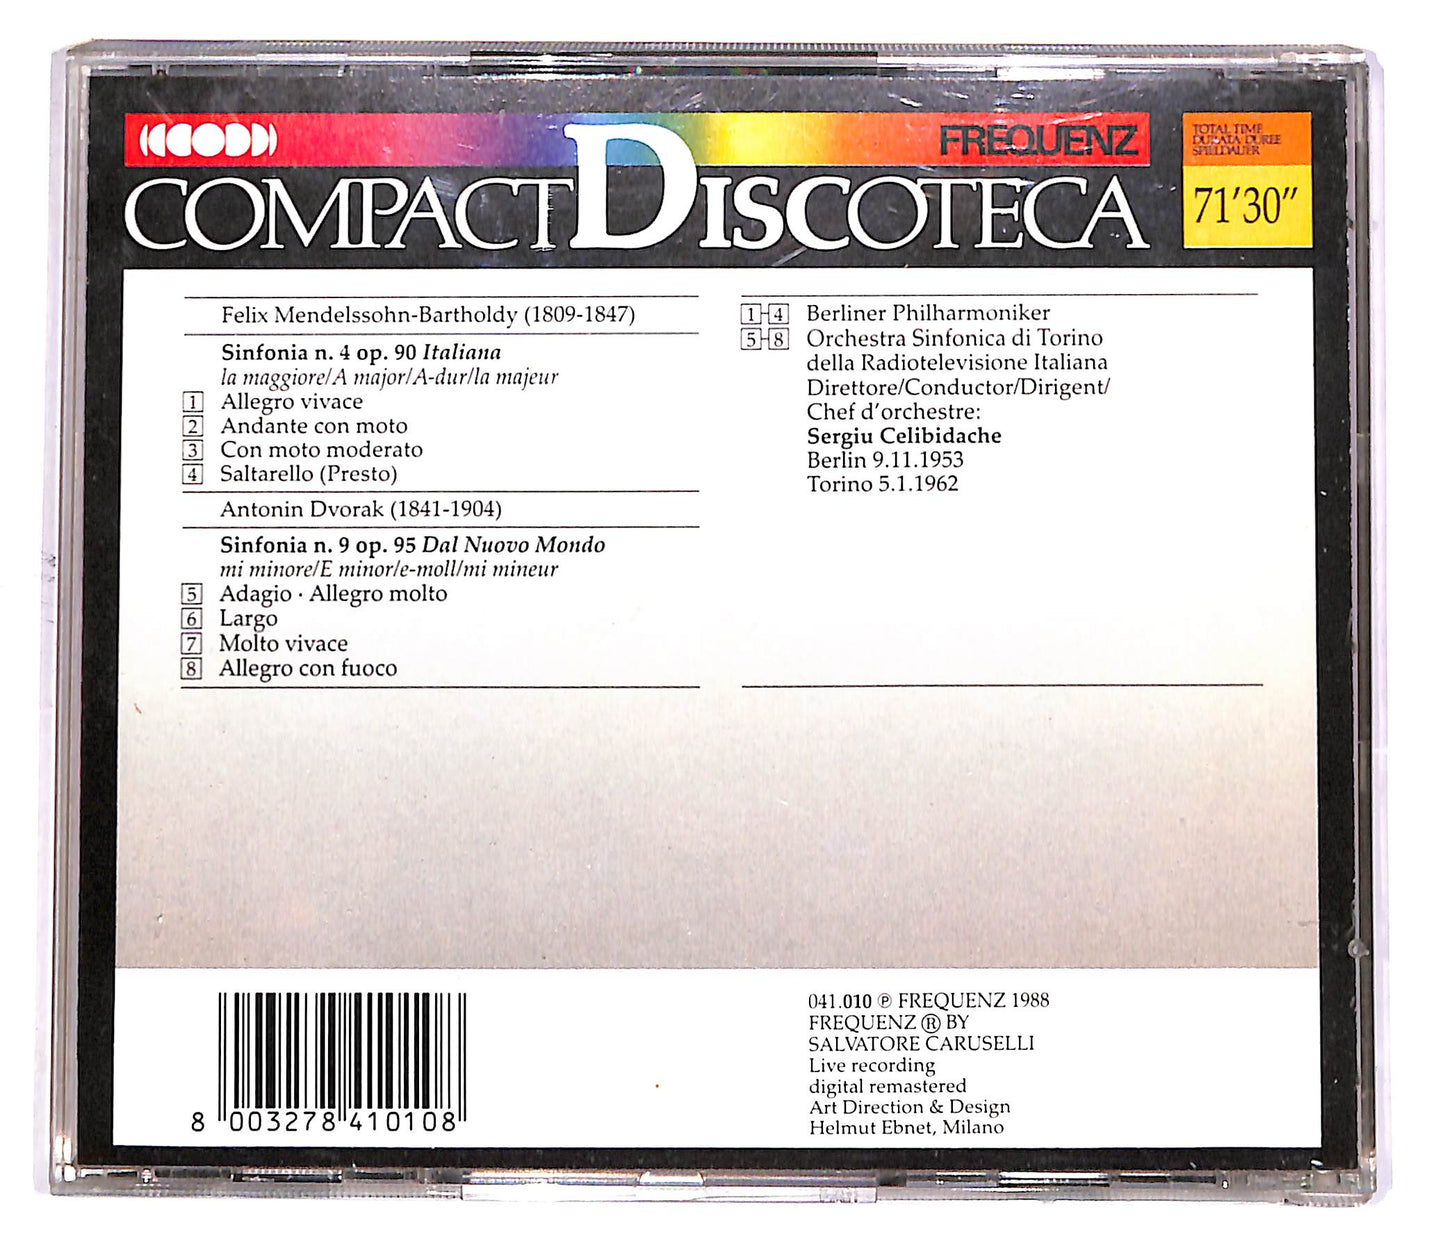 FREQUENZ
COMPACT DISCOTECA
TOTAL TIME
DURATA DURÉE
SPIELDAUER
71'30"
Felix Mendelssohn-Bartholdy (1809-1847)
Sinfonia n. 4 op. 90 Italiana
la maggiore/A major/A-dur/la majeur
1 Allegro vivace
2 Andante con moto
3 Con moto moderato
4 Saltarello (Presto)
Antonin Dvorak (1841-1904)
Sinfonia n. 9 op. 95 Dal Nuovo Mondo
mi minore/E minor/e-moll/mi mineur
5 Adagio · Allegro molto
6 Largo
7 Molto vivace
8 Allegro con fuoco
1-4 Berliner Philharmoniker
5-8 Orchestra Sinfonica di Torino
della Radiotelevisione Italiana
Direttore/Conductor/Dirigent/
Chef d'orchestre:
Sergiu Celibidache
Berlin 9.11.1953
Torino 5.1.1962
8 003278 410108
041.010 ℗ FREQUENZ 1988
FREQUENZ ® BY
SALVATORE CARUSELLI
Live recording
digital remastered
Art Direction & Design
Helmut Ebnet, Milano